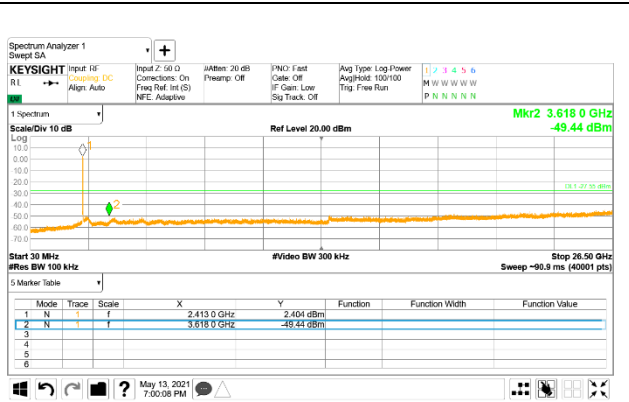 Spectrum Analyzer 1
Swept SA
KEYSIGHT Input: RF Input Z: 50 Ω #Atten: 20 dB PNO: Fast Avg Type: Log-Power 1 2 3 4 5 6
R L Coupling: DC Corrections: On Preamp: Off Gate: Off Avg|Hold: 100/100 M W W W W W
Align: Auto Freq Ref: Int (S) IF Gain: Low Trig: Free Run
NFE: Adaptive Sig Track: Off P N N N N N
1 Spectrum Mkr2 3.618 0 GHz
Scale/Div 10 dB Ref Level 20.00 dBm -49.44 dBm
Log
10.0
0.00
10.0
20.0
30.0
40.0
50.0
60.0
70.0
1
2
Start 30 MHz #Video BW 300 kHz Stop 26.50 GHz
#Res BW 100 kHz Sweep ~90.9 ms (40001 pts)
5 Marker Table
Mode Trace Scale X Y Function Function Width Function Value
1 N 1 f 2.413 0 GHz 2.404 dBm
2 N 1 f 3.618 0 GHz -49.44 dBm
3
4
5
6
May 13, 2021
7:00:08 PM